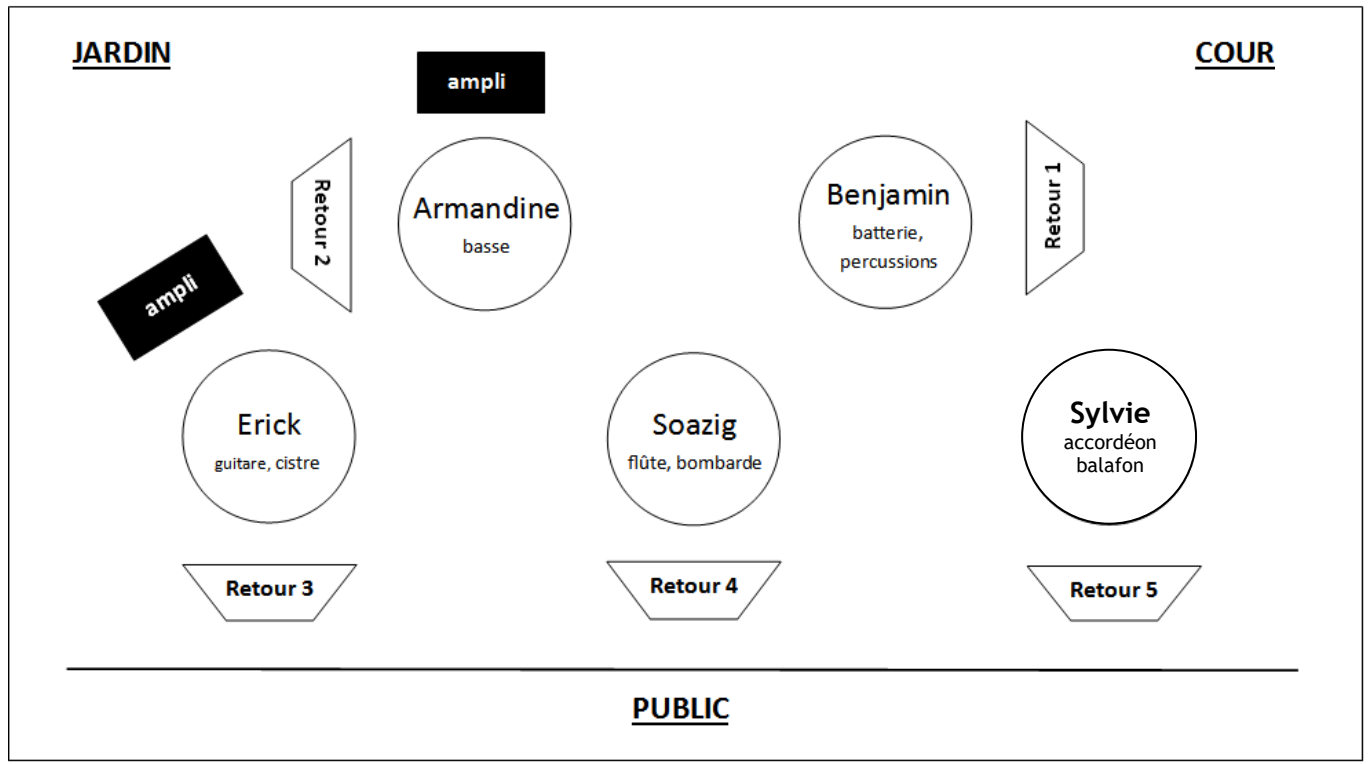 JARDIN
COUR
ampli
Retour 2
Armandine
basse
Benjamin
batterie,
percussions
Retour 1
ampli
Erick
guitare, cistre
Soazig
flûte, bombarde
Sylvie
accordéon
balafon
Retour 3
Retour 4
Retour 5
PUBLIC